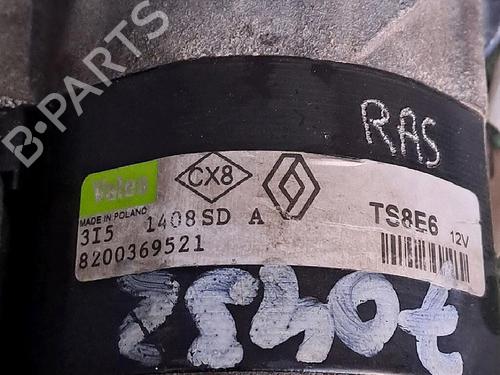 B-PARTS
RAS
Valeo
CX8
MADE IN POLAND
3I5 1408SD A
TS8E6 12V
8200369521